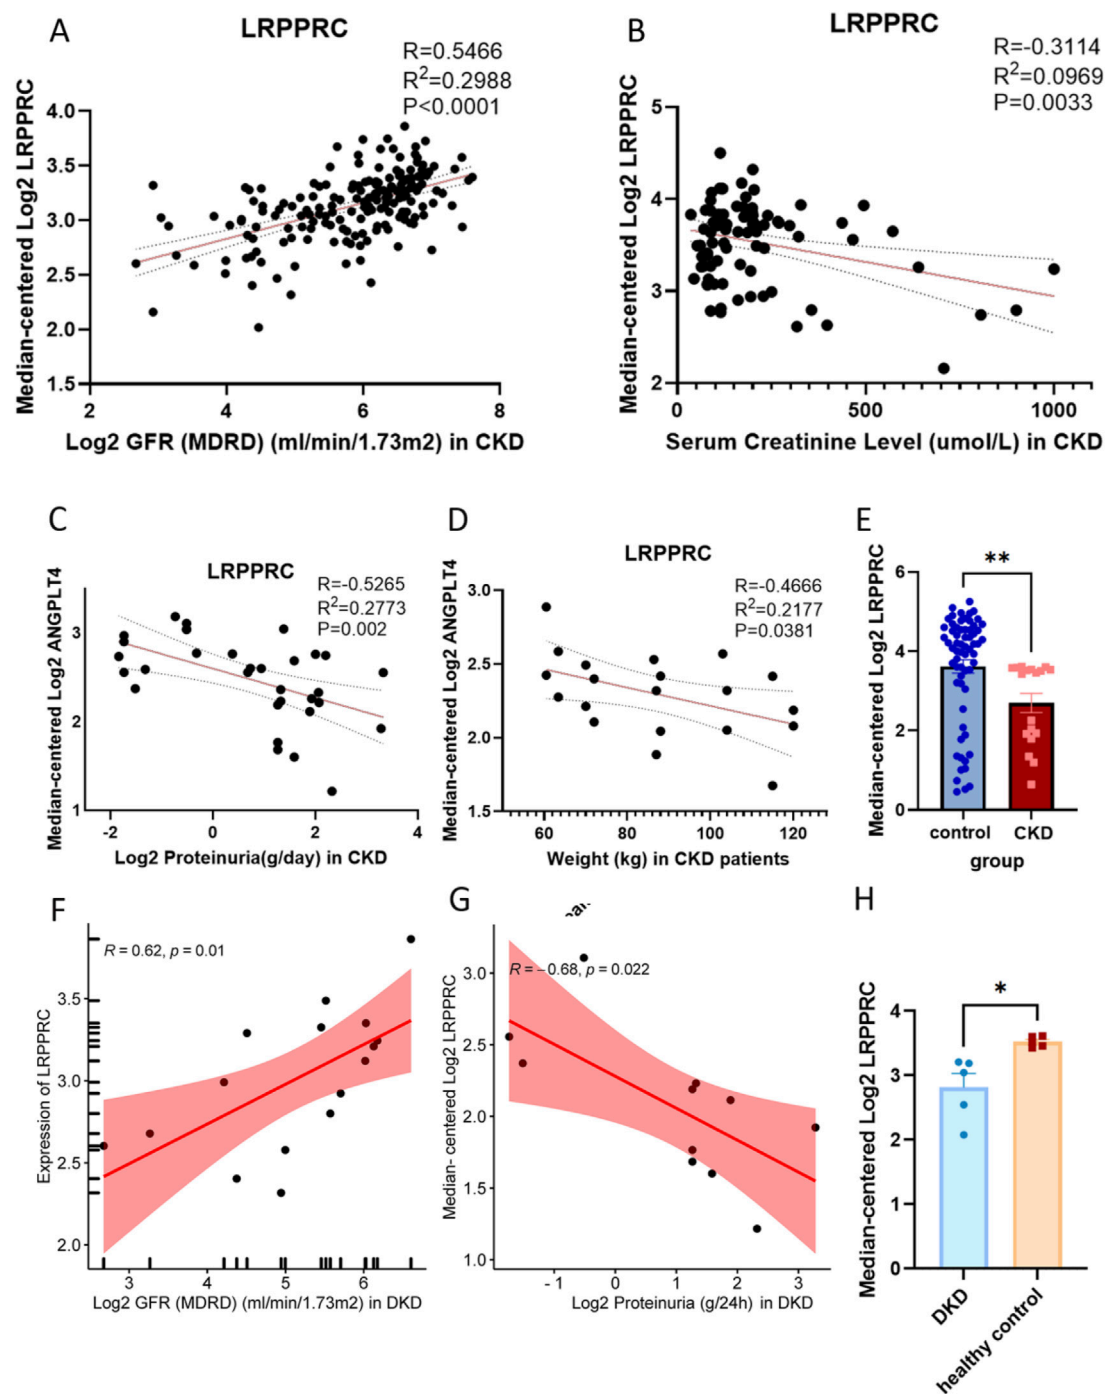 A
LRPPRC
R=0.5466
R²=0.2988
P<0.0001
Median-centered Log2 LRPPRC
4.0
3.5
3.0
2.5
2.0
1.5
2
4
6
8
Log2 GFR (MDRD) (ml/min/1.73m2) in CKD
B
LRPPRC
R=-0.3114
R²=0.0969
P=0.0033
Median-centered Log2 LRPPRC
5
4
3
2
0
500
1000
Serum Creatinine Level (umol/L) in CKD
C
LRPPRC
R=-0.5265
R²=0.2773
P=0.002
Median-centered Log2 ANGPLT4
3
2
1
-2
0
2
4
Log2 Proteinuria(g/day) in CKD
D
LRPPRC
R=-0.4666
R²=0.2177
P=0.0381
Median-centered Log2 ANGPLT4
3.0
2.5
2.0
1.5
60
80
100
120
Weight (kg) in CKD patients
E
**
Median-centered Log2 LRPPRC
6
4
2
0
control
CKD
group
F
R = 0.62, p = 0.01
Expression of LRPPRC
3.5
3.0
2.5
2.0
3
4
5
6
Log2 GFR (MDRD) (ml/min/1.73m2) in DKD
G
R = −0.68, p = 0.022
Median- centered Log2 LRPPRC
3.0
2.5
2.0
1.5
1.0
-1
0
1
2
3
Log2 Proteinuria (g/24h) in DKD
H
*
Median-centered Log2 LRPPRC
4
3
2
1
0
DKD
healthy control